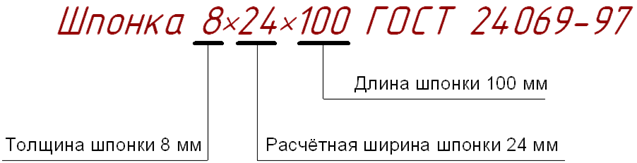 Шпонка 8×24×100 ГОСТ 24069-97
Длина шпонки 100 мм
Толщина шпонки 8 мм
Расчётная ширина шпонки 24 мм